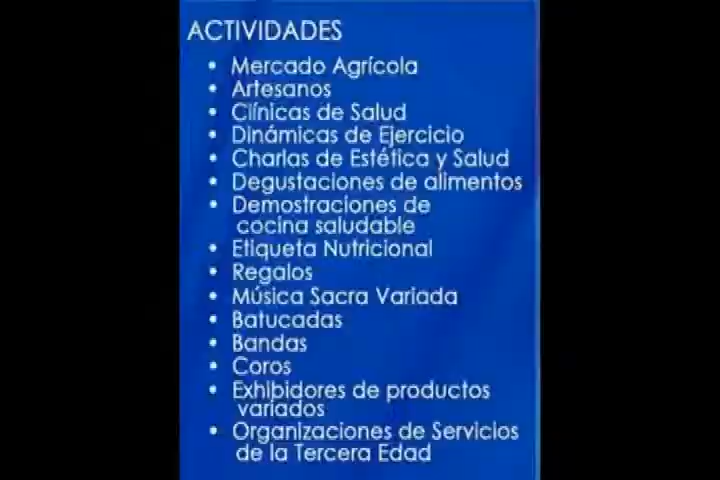 ACTIVIDADES
• Mercado Agrícola
• Artesanos
• Clínicas de Salud
• Dinámicas de Ejercicio
• Charlas de Estética y Salud
• Degustaciones de alimentos
• Demostraciones de
cocina saludable
• Etiqueta Nutricional
• Regalos
• Música Sacra Variada
• Batucadas
• Bandas
• Coros
• Exhibidores de productos
variados
• Organizaciones de Servicios
de la Tercera Edad